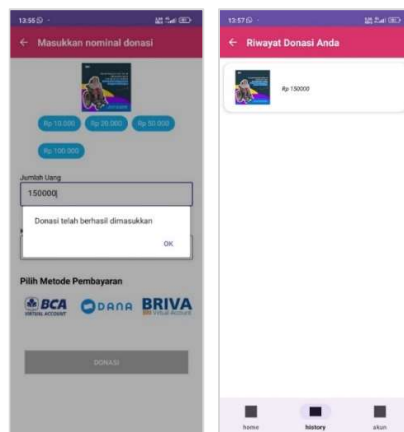 13:56
← Masukkan nominal donasi
Rp 10.000
Rp 20.000
Rp 50.000
Rp 100.000
Jumlah Uang
150000
Donasi telah berhasil dimasukkan
OK
Pilih Metode Pembayaran
BCA
VIRTUAL ACCOUNT
DANA
BRIVA
Virtual Account
DONASI
13:57
← Riwayat Donasi Anda
Rp 150000
home
history
akun